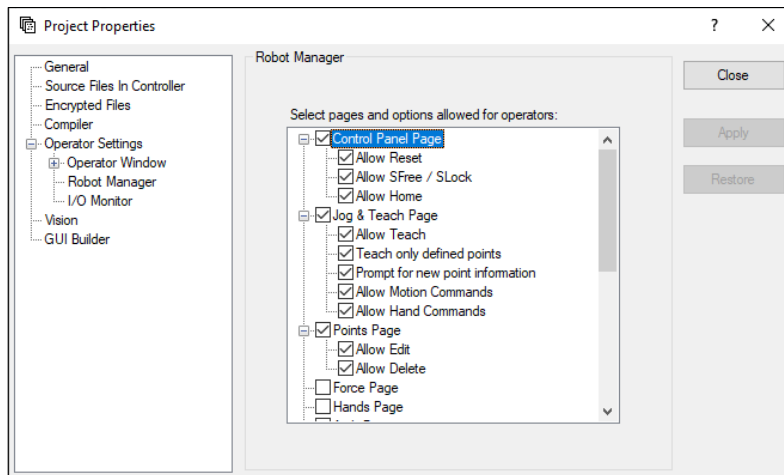 Project Properties
?
General
Source Files In Controller
Encrypted Files
Compiler
Operator Settings
Operator Window
Robot Manager
I/O Monitor
Vision
GUI Builder
Robot Manager
Select pages and options allowed for operators:
Control Panel Page
Allow Reset
Allow SFree / SLock
Allow Home
Jog & Teach Page
Allow Teach
Teach only defined points
Prompt for new point information
Allow Motion Commands
Allow Hand Commands
Points Page
Allow Edit
Allow Delete
Force Page
Hands Page
Close
Apply
Restore